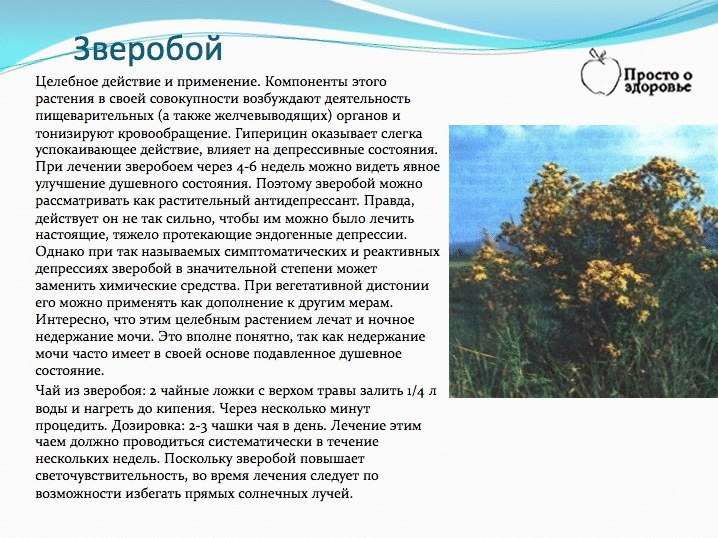 Зверобой
Просто о
здоровье
Целебное действие и применение. Компоненты этого
растения в своей совокупности возбуждают деятельность
пищеварительных (а также желчевыводящих) органов и
тонизируют кровообращение. Гиперицин оказывает слегка
успокаивающее действие, влияет на депрессивные состояния.
При лечении зверобоем через 4-6 недель можно видеть явное
улучшение душевного состояния. Поэтому зверобой можно
рассматривать как растительный антидепрессант. Правда,
действует он не так сильно, чтобы им можно было лечить
настоящие, тяжело протекающие эндогенные депрессии.
Однако при так называемых симптоматических и реактивных
депрессиях зверобой в значительной степени может
заменить химические средства. При вегетативной дистонии
его можно применять как дополнение к другим мерам.
Интересно, что этим целебным растением лечат и ночное
недержание мочи. Это вполне понятно, так как недержание
мочи часто имеет в своей основе подавленное душевное
состояние.
Чай из зверобоя: 2 чайные ложки с верхом травы залить 1/4 л
воды и нагреть до кипения. Через несколько минут
процедить. Дозировка: 2-3 чашки чая в день. Лечение этим
чаем должно проводиться систематически в течение
нескольких недель. Поскольку зверобой повышает
светочувствительность, во время лечения следует по
возможности избегать прямых солнечных лучей.